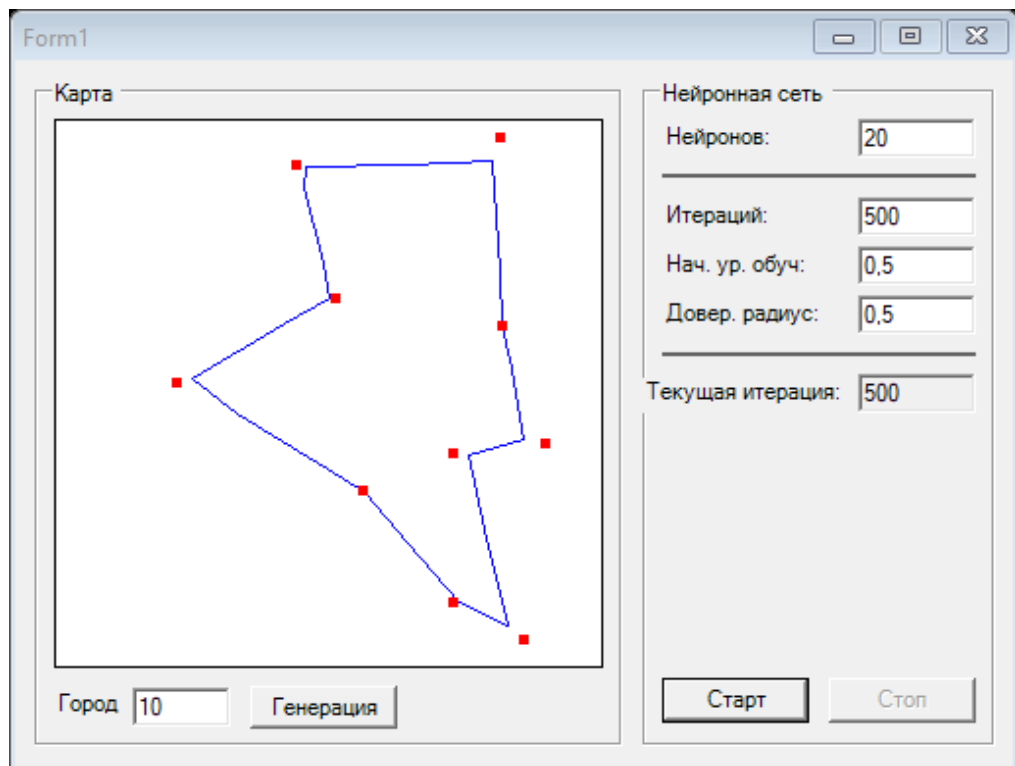 Form1
Карта
Город 10 Генерация
Нейронная сеть
Нейронов: 20
Итераций: 500
Нач. ур. обуч: 0,5
Довер. радиус: 0,5
Текущая итерация: 500
Старт Стоп